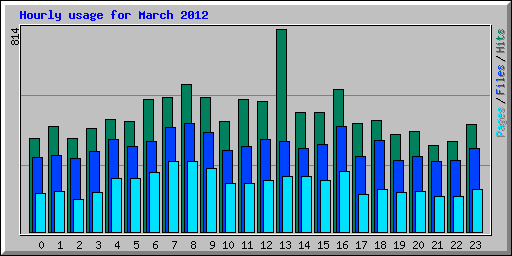 Hourly usage for March 2012
814
Pages / Files / Hits
0 1 2 3 4 5 6 7 8 9 10 11 12 13 14 15 16 17 18 19 20 21 22 23